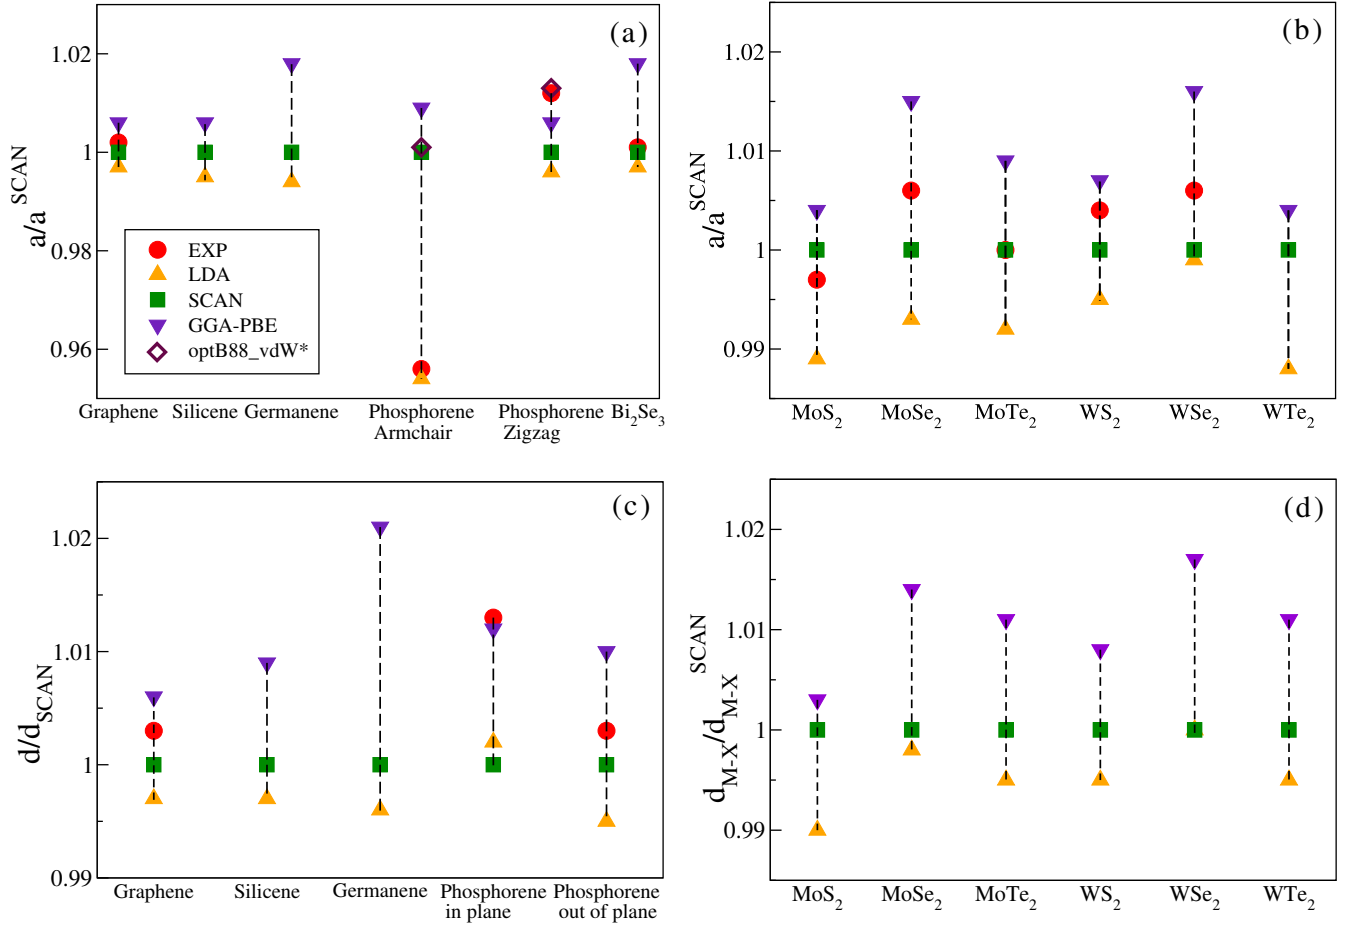 (a)
1.02
1
0.98
0.96
a/a^SCAN
EXP
LDA
SCAN
GGA-PBE
optB88_vdW*
Graphene Silicene Germanene Phosphorene Phosphorene Bi₂Se₃
Armchair Zigzag
(b)
1.02
1.01
1
0.99
a/a^SCAN
MoS₂ MoSe₂ MoTe₂ WS₂ WSe₂ WTe₂
(c)
1.02
1.01
1
0.99
d/d_SCAN
Graphene Silicene Germanene Phosphorene Phosphorene
in plane out of plane
(d)
1.02
1.01
1
0.99
d_M-X/d_M-X^SCAN
MoS₂ MoSe₂ MoTe₂ WS₂ WSe₂ WTe₂